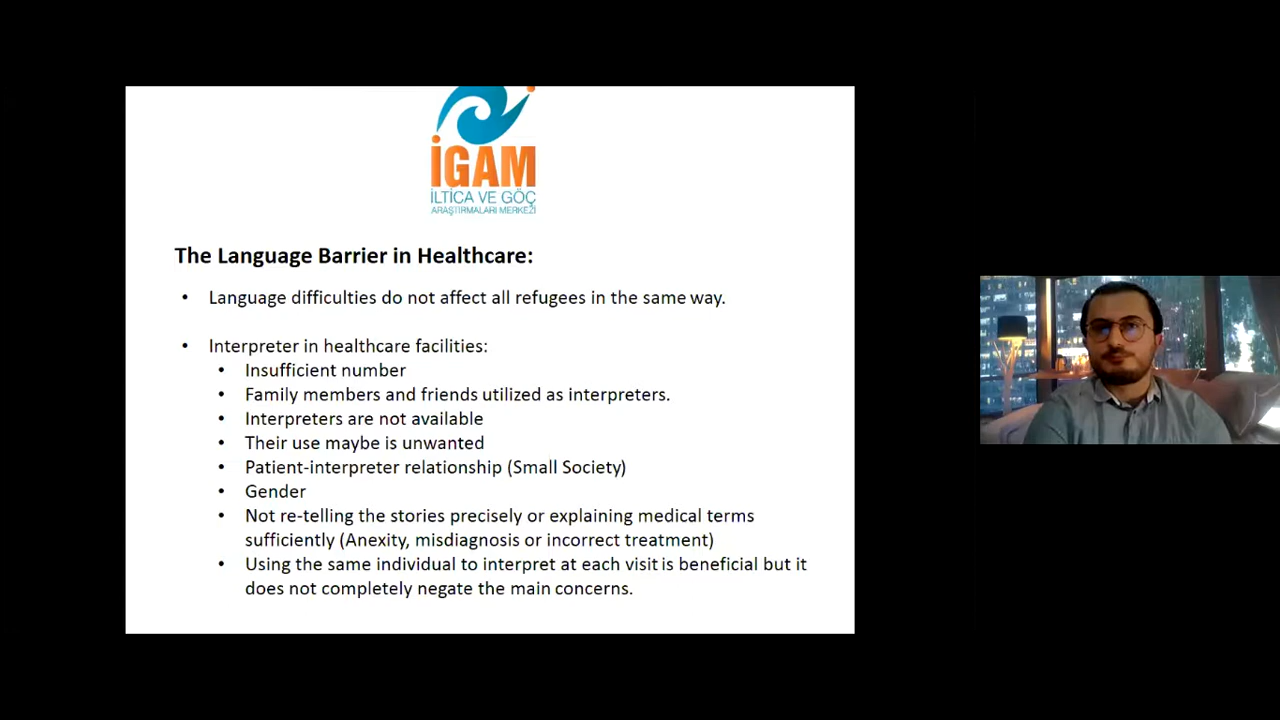 İGAM
İLTİCA VE GÖÇ
ARAŞTIRMALARI MERKEZİ
The Language Barrier in Healthcare:
• Language difficulties do not affect all refugees in the same way.
• Interpreter in healthcare facilities:
• Insufficient number
• Family members and friends utilized as interpreters.
• Interpreters are not available
• Their use maybe is unwanted
• Patient-interpreter relationship (Small Society)
• Gender
• Not re-telling the stories precisely or explaining medical terms
sufficiently (Anexity, misdiagnosis or incorrect treatment)
• Using the same individual to interpret at each visit is beneficial but it
does not completely negate the main concerns.